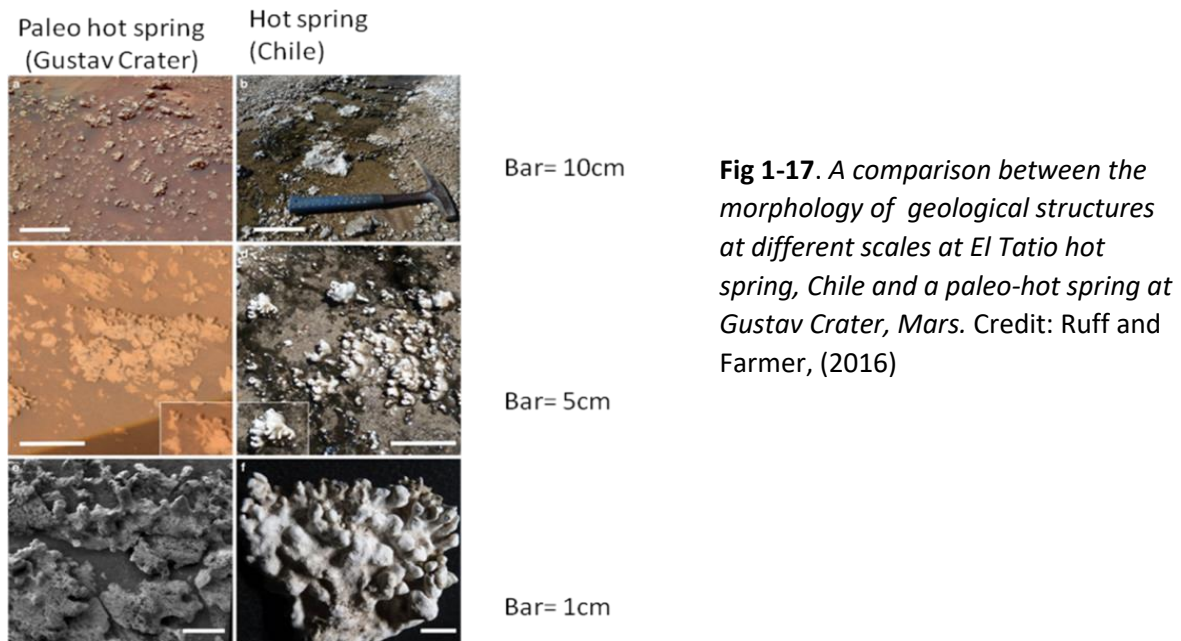 Paleo hot spring
(Gustav Crater)
Hot spring
(Chile)
a
b
Bar= 10cm
c
d
Bar= 5cm
e
f
Bar= 1cm
Fig 1-17. A comparison between the
morphology of geological structures
at different scales at El Tatio hot
spring, Chile and a paleo-hot spring at
Gustav Crater, Mars. Credit: Ruff and
Farmer, (2016)